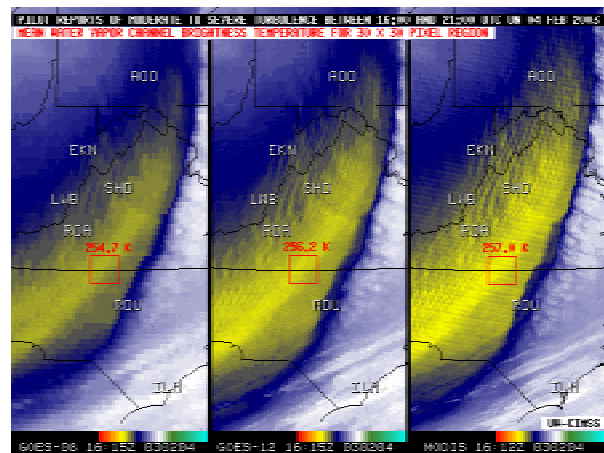 PILOT REPORTS OF MODERATE TO SEVERE TURBULENCE BETWEEN 16:00 AND 21:00 UTC ON 04 FEB 2003
MEAN WATER VAPOR CHANNEL BRIGHTNESS TEMPERATURE FOR 30 X 30 PIXEL REGION
AOO AOO AOO
EKN EKN EKN
SHD SHD SHD
LWB LWB LWB
ROA ROA ROA
254.7 K 256.2 K 257.0 K
RDU RDU RDU
ILM ILM ILM
UW-CIMSS
GOES-08 16:15Z 030204 GOES-12 16:15Z 030204 MODIS 16:12Z 030204